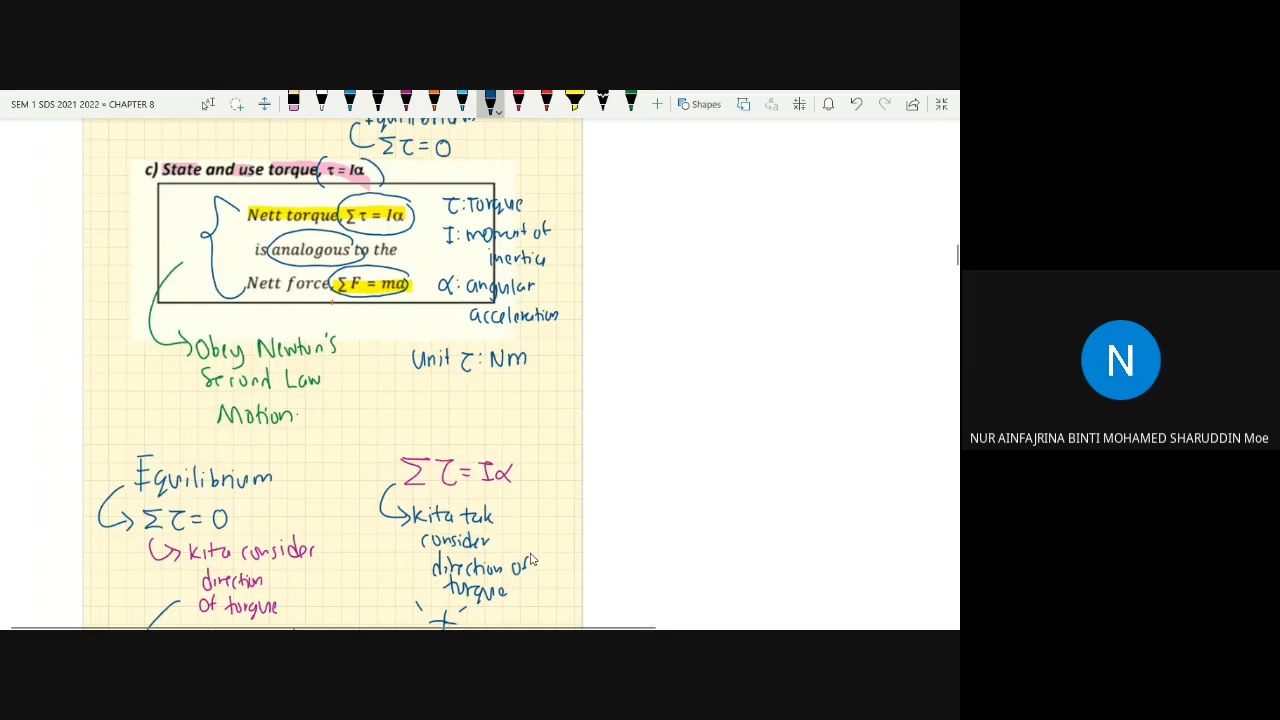 SEM 1 SDS 2021 2022 » CHAPTER 8
Shapes
Equilibrium
Στ = 0
c) State and use torque, (τ = Iα)
Nett torque, Σ τ = Iα
is analogous to the
Nett force, Σ F = ma
τ: Torque
I: moment of
inertia
α: angular
acceleration
Unit τ: Nm
Obey Newton's
Second Law
Motion.
Equilibrium
Στ = 0
kita consider
direction
of torque
Στ = Iα
kita tak
consider
direction of
torque
+
N
NUR AINFAJRINA BINTI MOHAMED SHARUDDIN Moe